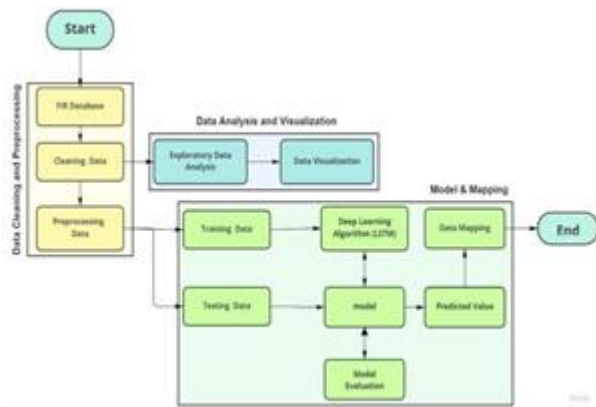 Start
Data Cleaning and Preprocessing
FIR Database
Cleaning Data
Preprocessing
Data
Data Analysis and Visualization
Exploratory Data
Analysis
Data Visualization
Model & Mapping
Training Data
Deep Learning
Algorithm (LSTM)
Data Mapping
End
Testing Data
model
Predicted Value
Model
Evaluation